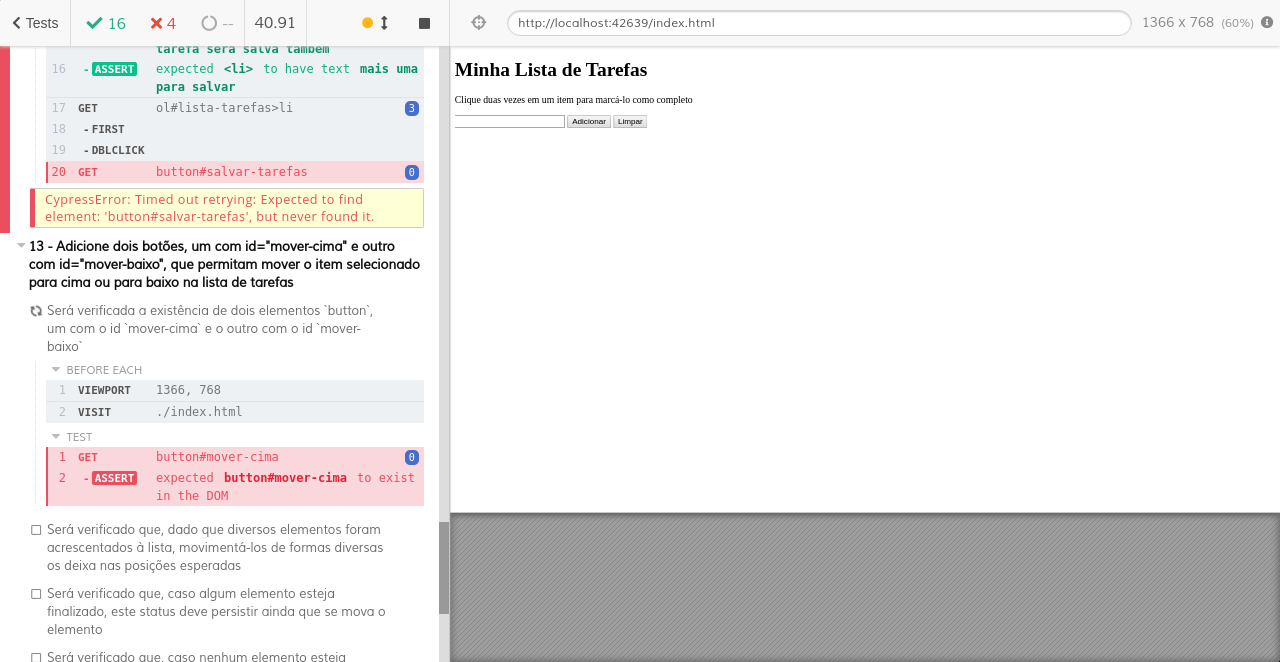 Tests
16
4
--
40.91
http://localhost:42639/index.html
1366 x 768 (60%)
tarefa será salva também
16 - ASSERT expected <li> to have text mais uma
para salvar
17 GET ol#lista-tarefas>li 3
18 - FIRST
19 - DBLCLICK
20 GET button#salvar-tarefas 0
CypressError: Timed out retrying: Expected to find
element: 'button#salvar-tarefas', but never found it.
13 - Adicione dois botões, um com id="mover-cima" e outro
com id="mover-baixo", que permitam mover o item selecionado
para cima ou para baixo na lista de tarefas
Será verificada a existência de dois elementos `button`,
um com o id `mover-cima` e o outro com o id `mover-
baixo`
BEFORE EACH
1 VIEWPORT 1366, 768
2 VISIT ./index.html
TEST
1 GET button#mover-cima 0
2 - ASSERT expected button#mover-cima to exist
in the DOM
Será verificado que, dado que diversos elementos foram
acrescentados à lista, movimentá-los de formas diversas
os deixa nas posições esperadas
Será verificado que, caso algum elemento esteja
finalizado, este status deve persistir ainda que se mova o
elemento
Será verificado que, caso nenhum elemento esteja
Minha Lista de Tarefas
Clique duas vezes em um item para marcá-lo como completo
Adicionar Limpar